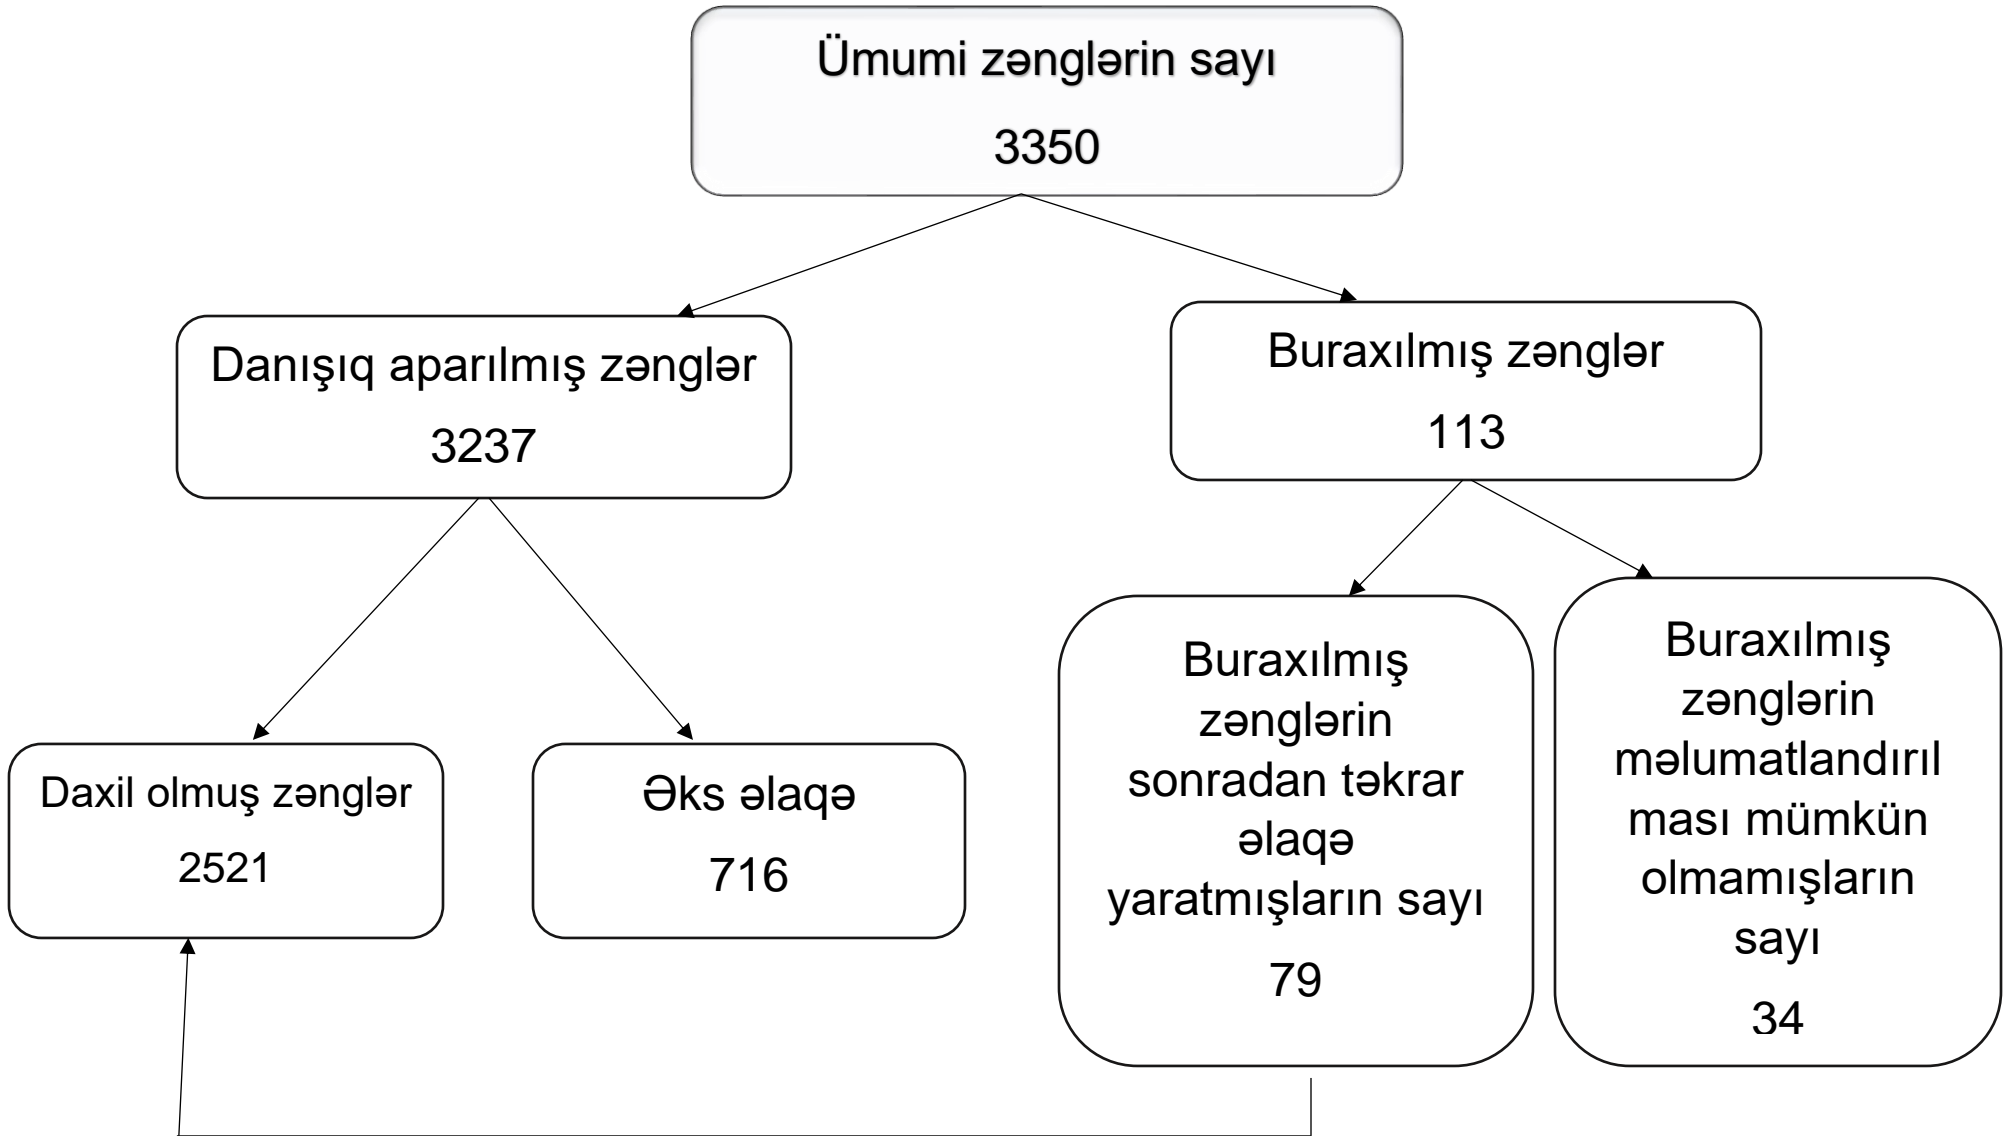 Ümumi zənglərin sayı
3350
Danışıq aparılmış zənglər
3237
Buraxılmış zənglər
113
Daxil olmuş zənglər
2521
Əks əlaqə
716
Buraxılmış
zənglərin
sonradan təkrar
əlaqə
yaratmışların sayı
79
Buraxılmış
zənglərin
məlumatlandırıl
ması mümkün
olmamışların
sayı
34